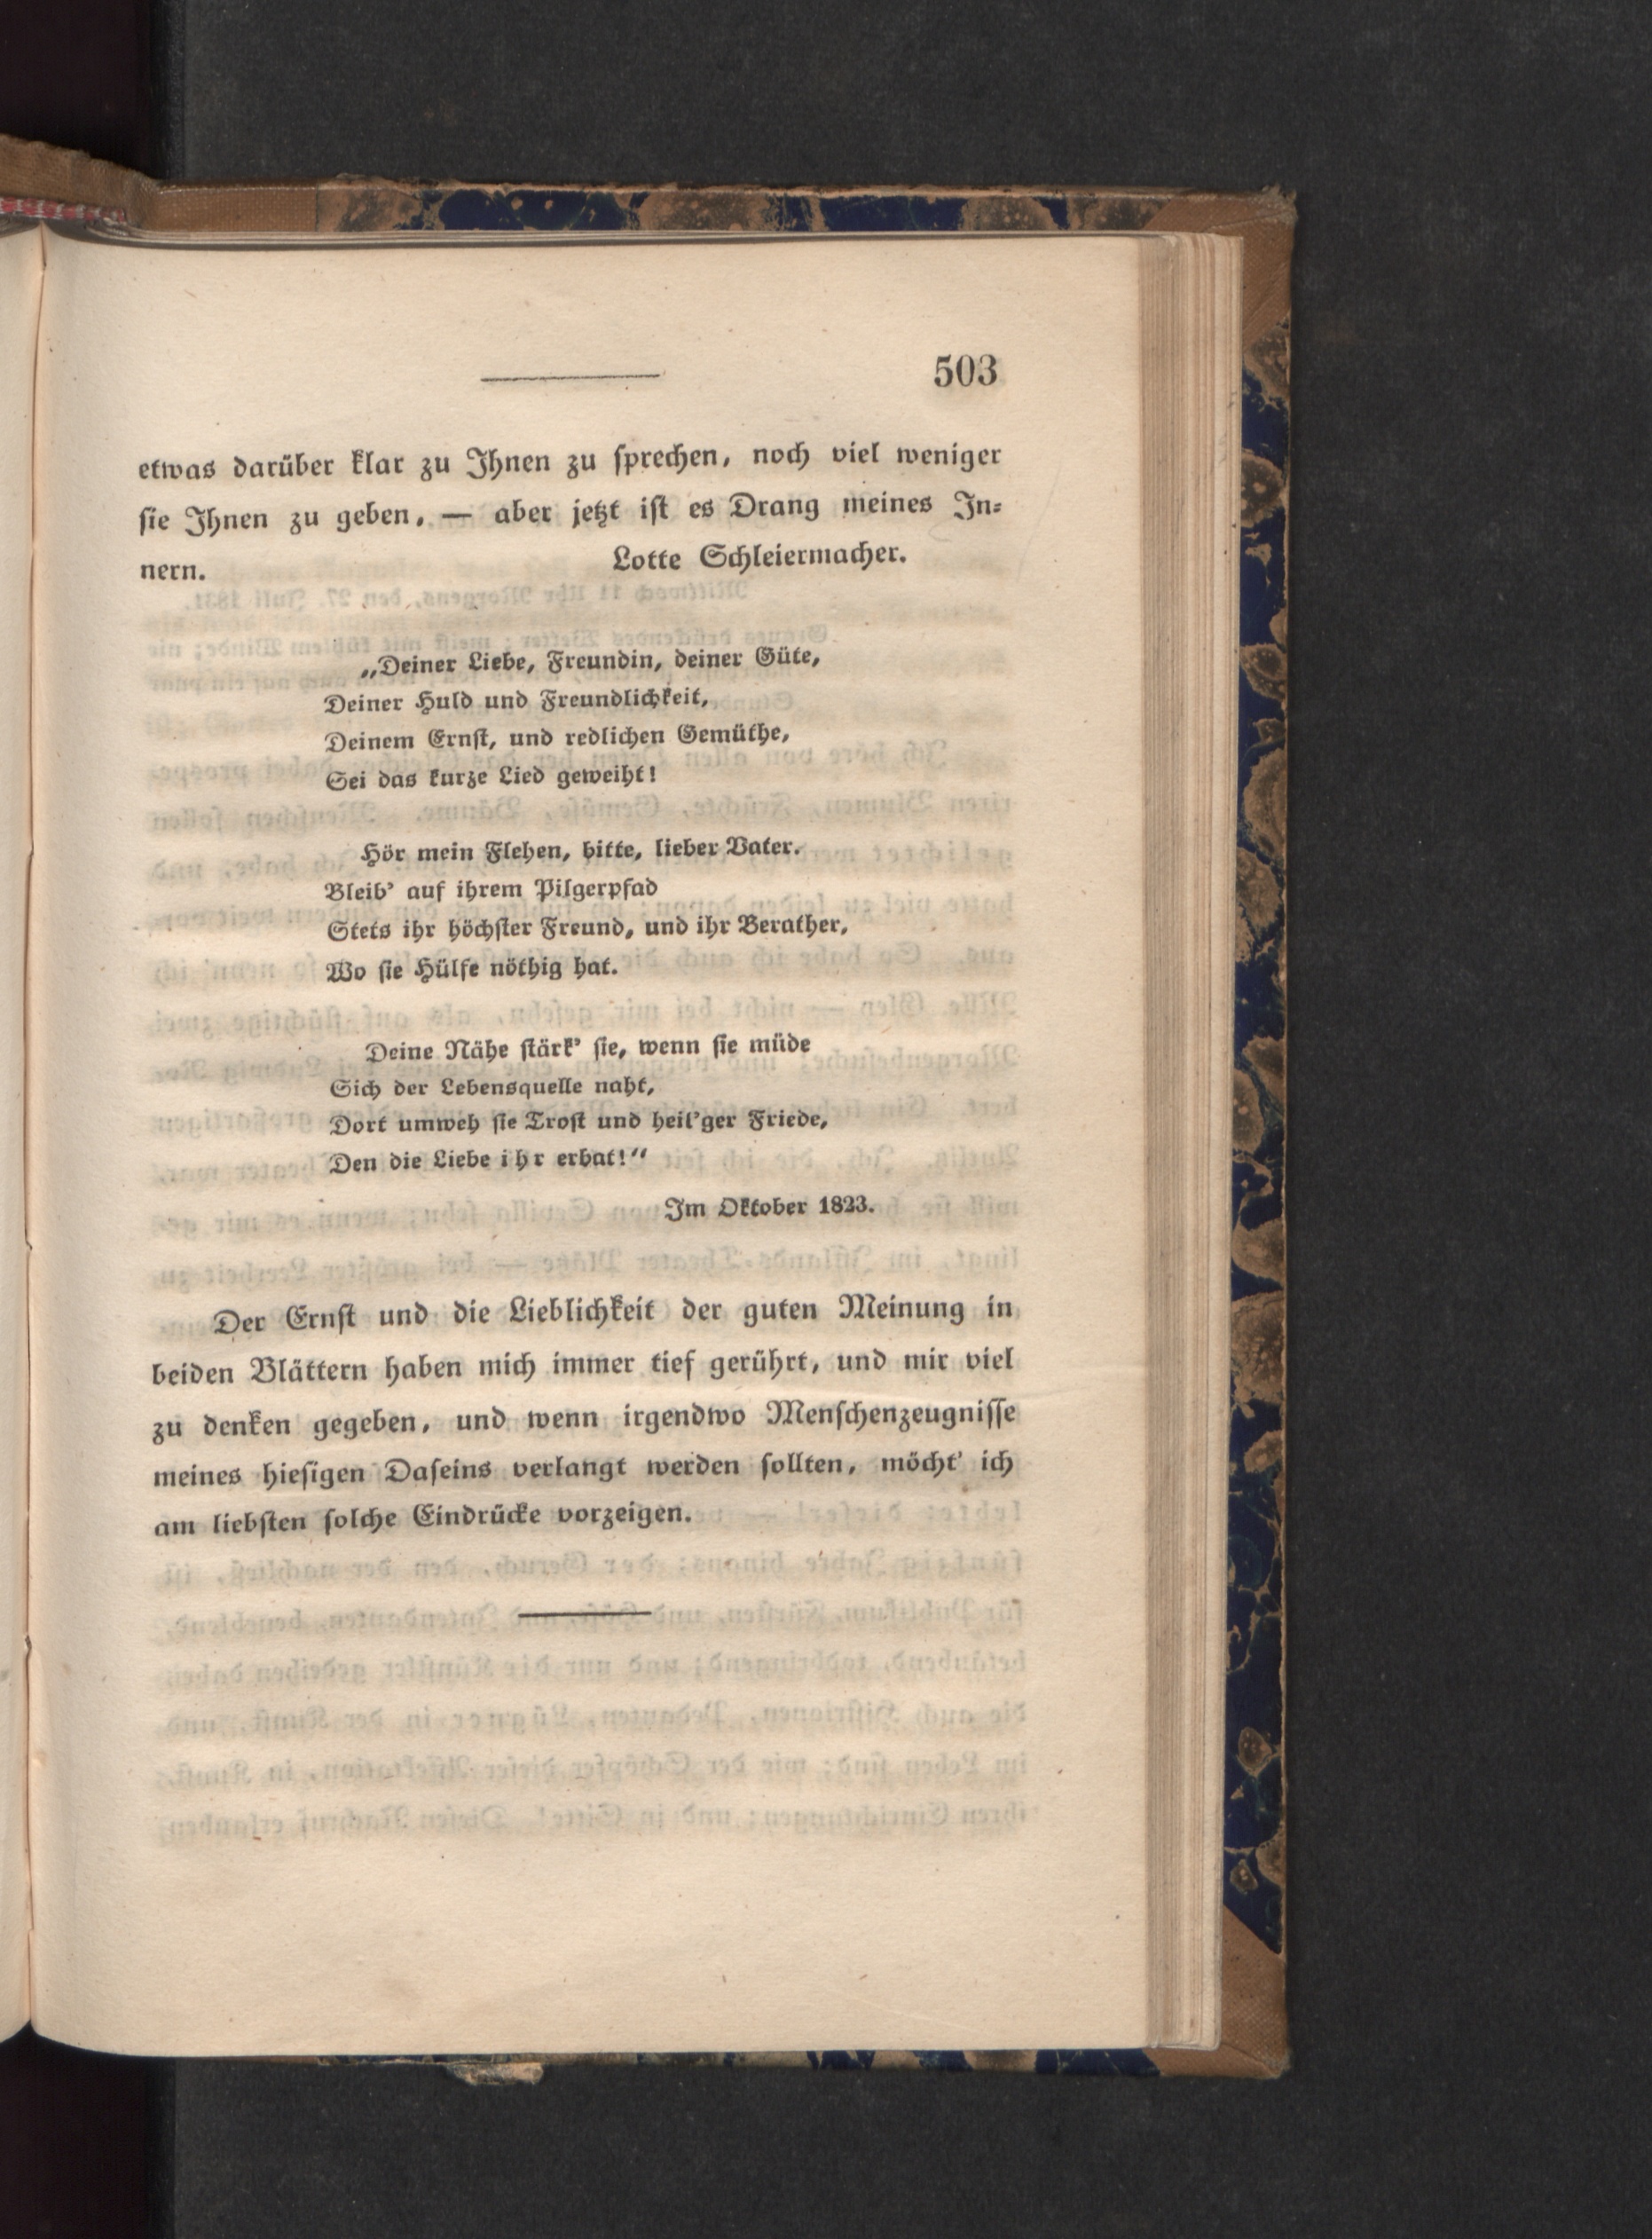 503
etwas darüber klar zu Ihnen zu sprechen, noch viel weniger
sie Ihnen zu geben, — aber jetzt ist es Drang meines In-
nern. Lotte Schleiermacher.
„Deiner Liebe, Freundin, deiner Güte,
Deiner Huld und Freundlichkeit,
Deinem Ernst, und redlichen Gemüthe,
Sei das kurze Lied geweiht!
Hör mein Flehen, bitte, lieber Vater.
Bleib' auf ihrem Pilgerpfad
Stets ihr höchster Freund, und ihr Berather,
Wo sie Hülfe nöthig hat.
Deine Nähe stärk' sie, wenn sie müde
Sich der Lebensquelle naht,
Dort umweh sie Trost und heil'ger Friede,
Den die Liebe ihr erbat!“
Im Oktober 1823.
Der Ernst und die Lieblichkeit der guten Meinung in
beiden Blättern haben mich immer tief gerührt, und mir viel
zu denken gegeben, und wenn irgendwo Menschenzeugnisse
meines hiesigen Daseins verlangt werden sollten, möcht' ich
am liebsten solche Eindrücke vorzeigen.